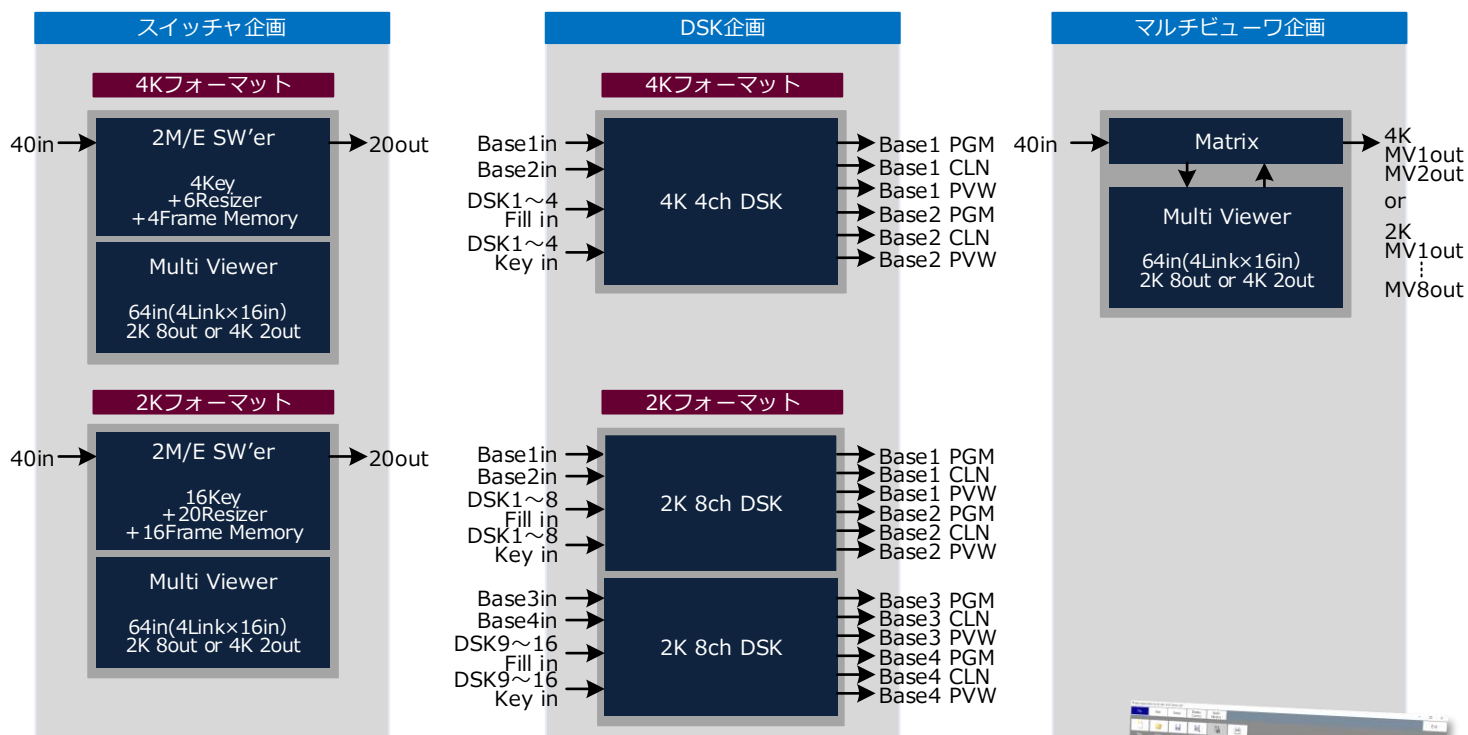 スイッチャ企画
4Kフォーマット
40in
2M/E SW'er
4Key
+6Resizer
+4Frame Memory
20out
Multi Viewer
64in(4Link×16in)
2K 8out or 4K 2out
2Kフォーマット
40in
2M/E SW'er
16Key
+20Resizer
+16Frame Memory
20out
Multi Viewer
64in(4Link×16in)
2K 8out or 4K 2out
DSK企画
4Kフォーマット
Base1in
Base2in
DSK1～4
Fill in
DSK1～4
Key in
4K 4ch DSK
Base1 PGM
Base1 CLN
Base1 PVW
Base2 PGM
Base2 CLN
Base2 PVW
2Kフォーマット
Base1in
Base2in
DSK1～8
Fill in
DSK1～8
Key in
2K 8ch DSK
Base1 PGM
Base1 CLN
Base1 PVW
Base2 PGM
Base2 CLN
Base2 PVW
Base3in
Base4in
DSK9～16
Fill in
DSK9～16
Key in
2K 8ch DSK
Base3 PGM
Base3 CLN
Base3 PVW
Base4 PGM
Base4 CLN
Base4 PVW
マルチビューワ企画
40in
Matrix
Multi Viewer
64in(4Link×16in)
2K 8out or 4K 2out
4K
MV1out
MV2out
or
2K
MV1out
MV8out